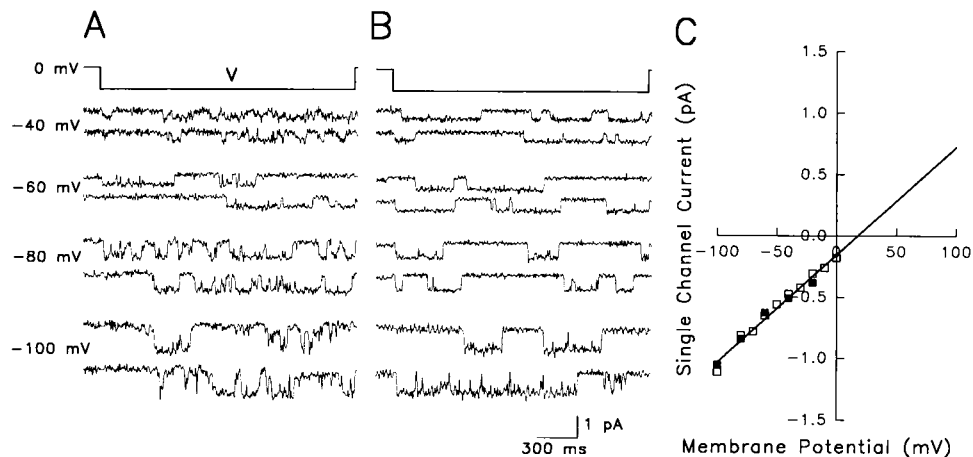 A
B
C
0 mV
V
−40 mV
−60 mV
−80 mV
−100 mV
1 pA
300 ms
Single Channel Current (pA)
1.5
1.0
0.5
0.0
−0.5
−1.0
−1.5
−100 −50 0 50 100
Membrane Potential (mV)